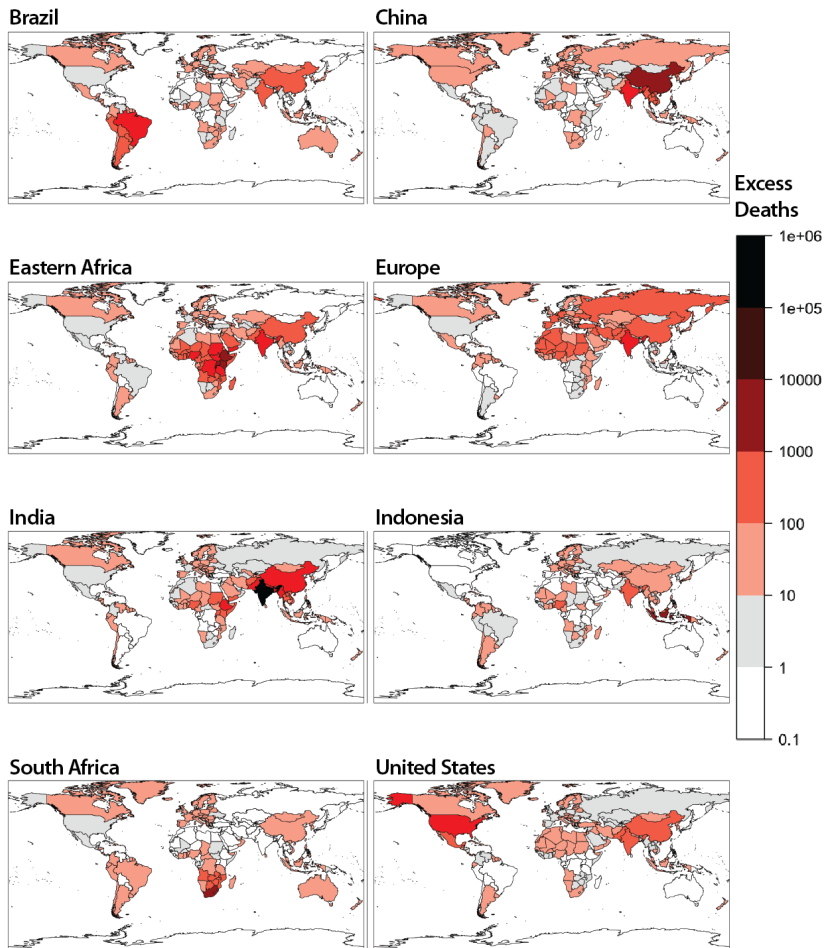 Brazil
China
Excess
Deaths
1e+06
Eastern Africa
Europe
1e+05
10000
1000
India
Indonesia
100
10
1
0.1
South Africa
United States